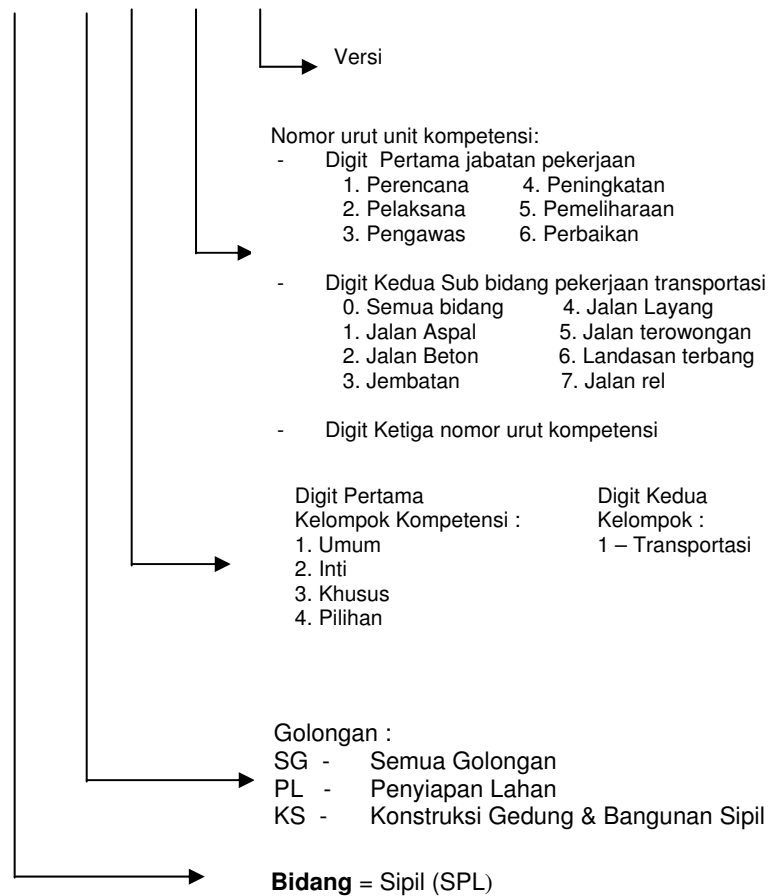 Versi
Nomor urut unit kompetensi:
- Digit Pertama jabatan pekerjaan
1. Perencana 4. Peningkatan
2. Pelaksana 5. Pemeliharaan
3. Pengawas 6. Perbaikan
- Digit Kedua Sub bidang pekerjaan transportasi
0. Semua bidang 4. Jalan Layang
1. Jalan Aspal 5. Jalan terowongan
2. Jalan Beton 6. Landasan terbang
3. Jembatan 7. Jalan rel
- Digit Ketiga nomor urut kompetensi
Digit Pertama Digit Kedua
Kelompok Kompetensi : Kelompok :
1. Umum 1 – Transportasi
2. Inti
3. Khusus
4. Pilihan
Golongan :
SG - Semua Golongan
PL - Penyiapan Lahan
KS - Konstruksi Gedung & Bangunan Sipil
Bidang = Sipil (SPL)